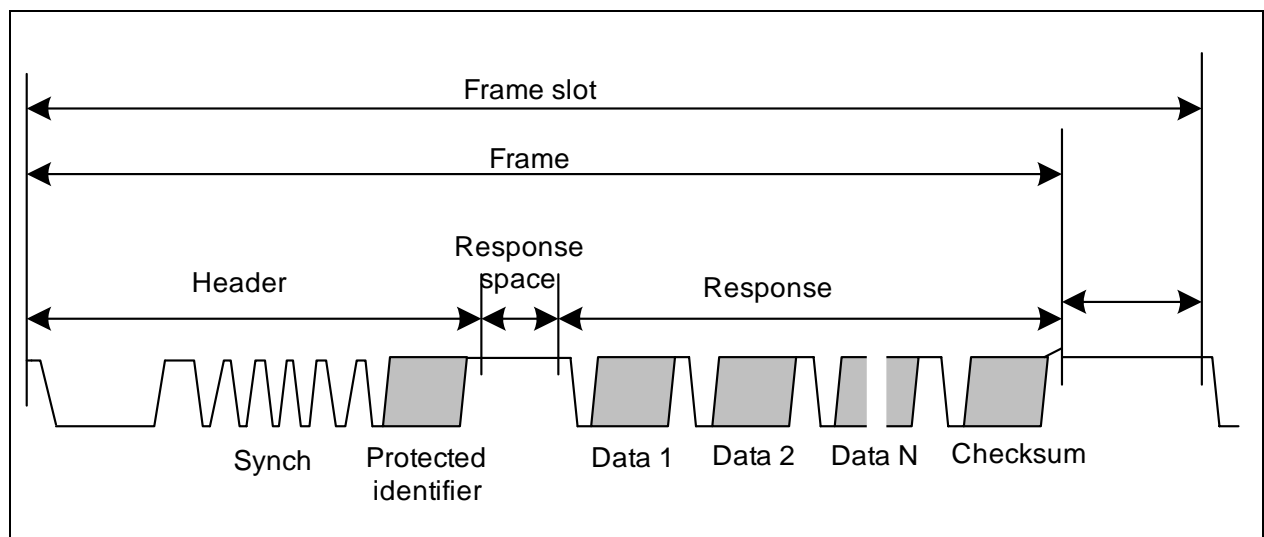 Frame slot
Frame
Response
space
Header
Response
Synch
Protected
identifier
Data 1
Data 2
Data N
Checksum